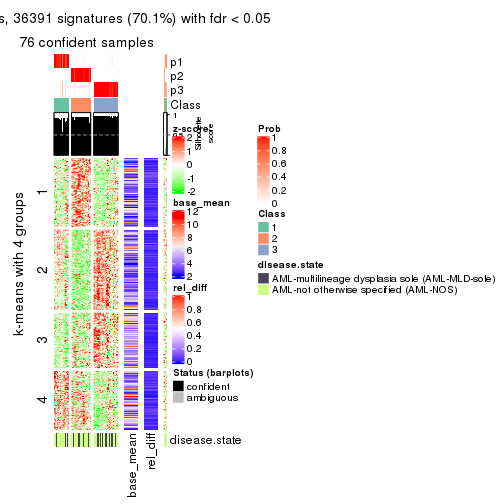 s, 36391 signatures (70.1%) with fdr < 0.05
76 confident samples
p1
p2
p3
Class
1
Silhouette
score
z-score
2
1
0
-1
-2
base_mean
12
10
8
6
4
2
rel_diff
1
0.8
0.6
0.4
0.2
0
Status (barplots)
confident
ambiguous
Prob
1
0.8
0.6
0.4
0.2
0
Class
1
2
3
disease.state
AML-multilineage dysplasia sole (AML-MLD-sole)
AML-not otherwise specified (AML-NOS)
k-means with 4 groups
1
2
3
4
disease.state
base_mean
rel_diff